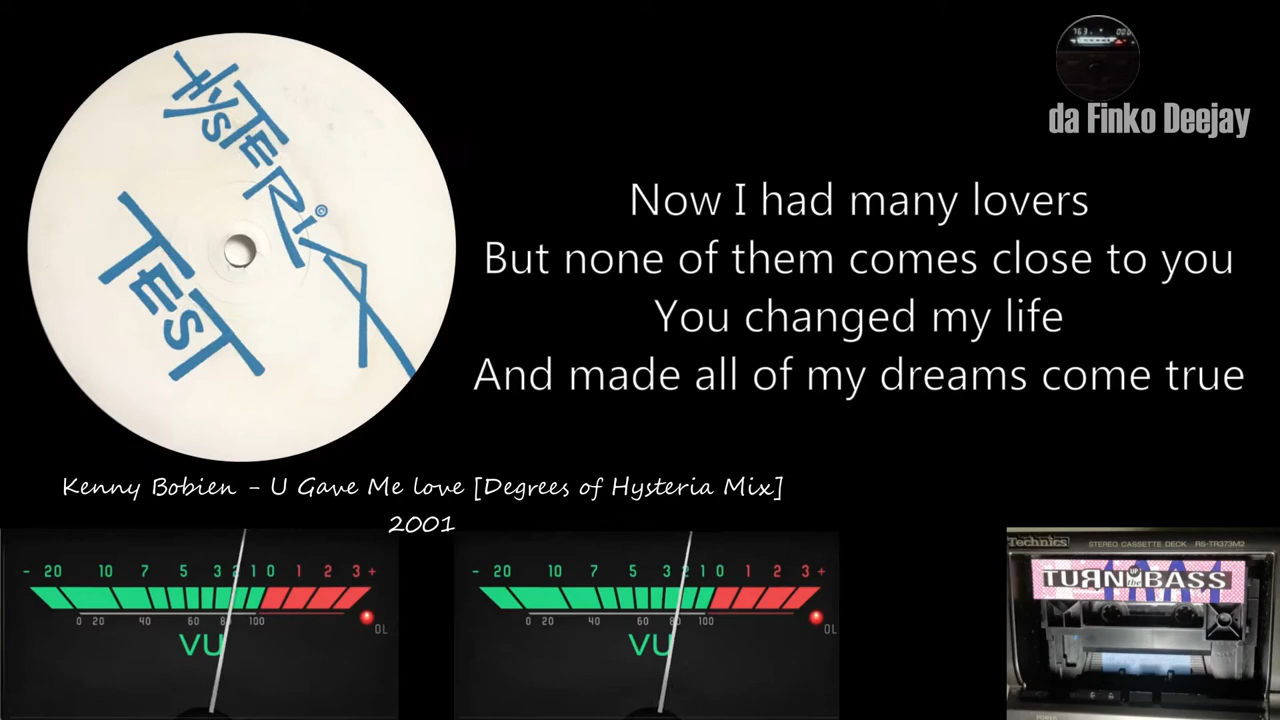 HYSTERIA
©
TEST
763 00
da Finko Deejay
Now I had many lovers
But none of them comes close to you
You changed my life
And made all of my dreams come true
Kenny Bobien - U Gave Me love [Degrees of Hysteria Mix]
2001
- 20 10 7 5 3 2 1 0 1 2 3 +
0 20 40 60 80 100
OL
VU
- 20 10 7 5 3 2 1 0 1 2 3 +
0 20 40 60 80 100
OL
VU
Technics STEREO CASSETTE DECK RS-TR373M2
TURN UP the BASS